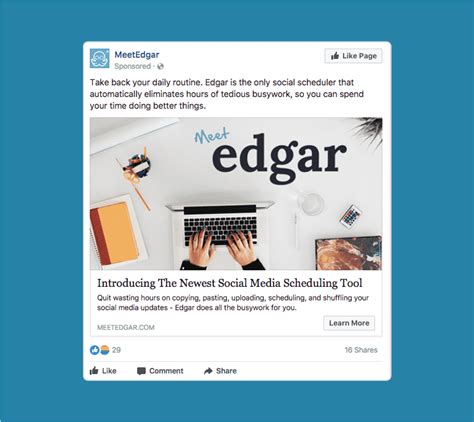 MeetEdgar
Sponsored ·
Like Page
Take back your daily routine. Edgar is the only social scheduler that
automatically eliminates hours of tedious busywork, so you can spend
your time doing better things.
Meet
edgar
Introducing The Newest Social Media Scheduling Tool
Quit wasting hours on copying, pasting, uploading, scheduling, and shuffling your
social media updates - Edgar does all the busywork for you.
MEETEDGAR.COM
Learn More
29
16 Shares
Like
Comment
Share